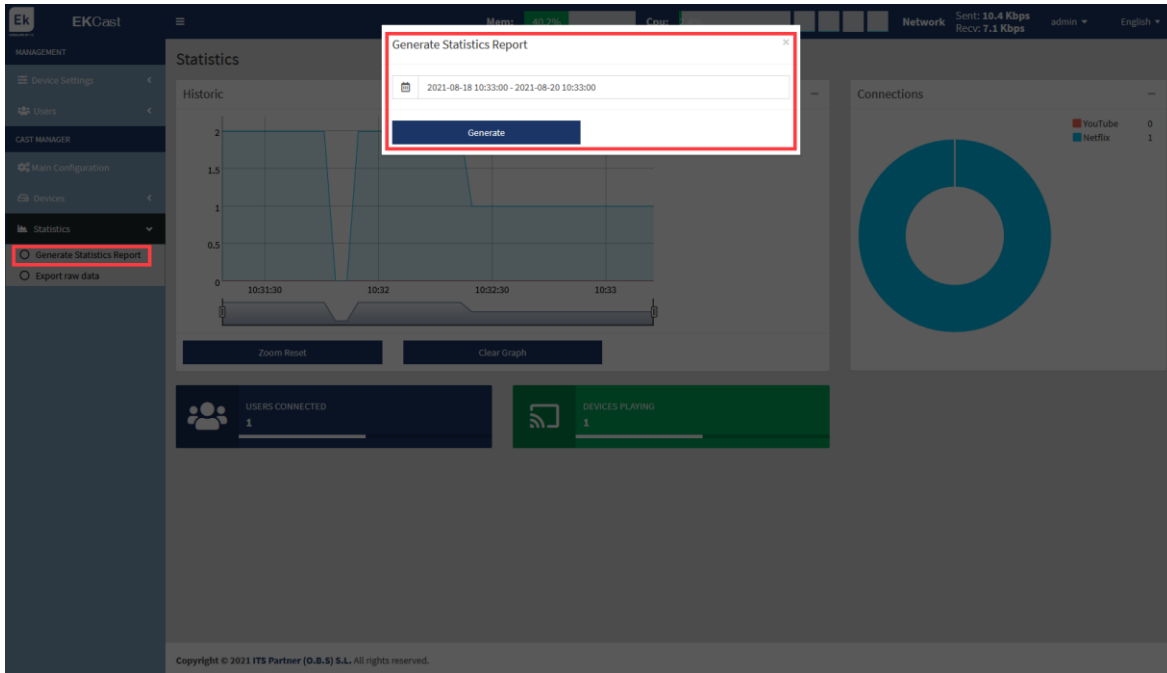 Ek
EKCast
Mem: 40.2%
Cpu:
Network
Sent: 10.4 Kbps
Recv: 7.1 Kbps
admin
English
MANAGEMENT
Device Settings
Users
CAST MANAGER
Main Configuration
Devices
Statistics
Generate Statistics Report
Export raw data
Statistics
Generate Statistics Report
×
2021-08-18 10:33:00 - 2021-08-20 10:33:00
Generate
Historic
2
1.5
1
0.5
0
10:31:30
10:32
10:32:30
10:33
Zoom Reset
Clear Graph
Connections
YouTube 0
Netflix 1
USERS CONNECTED
1
DEVICES PLAYING
1
Copyright © 2021 ITS Partner (O.B.S) S.L. All rights reserved.